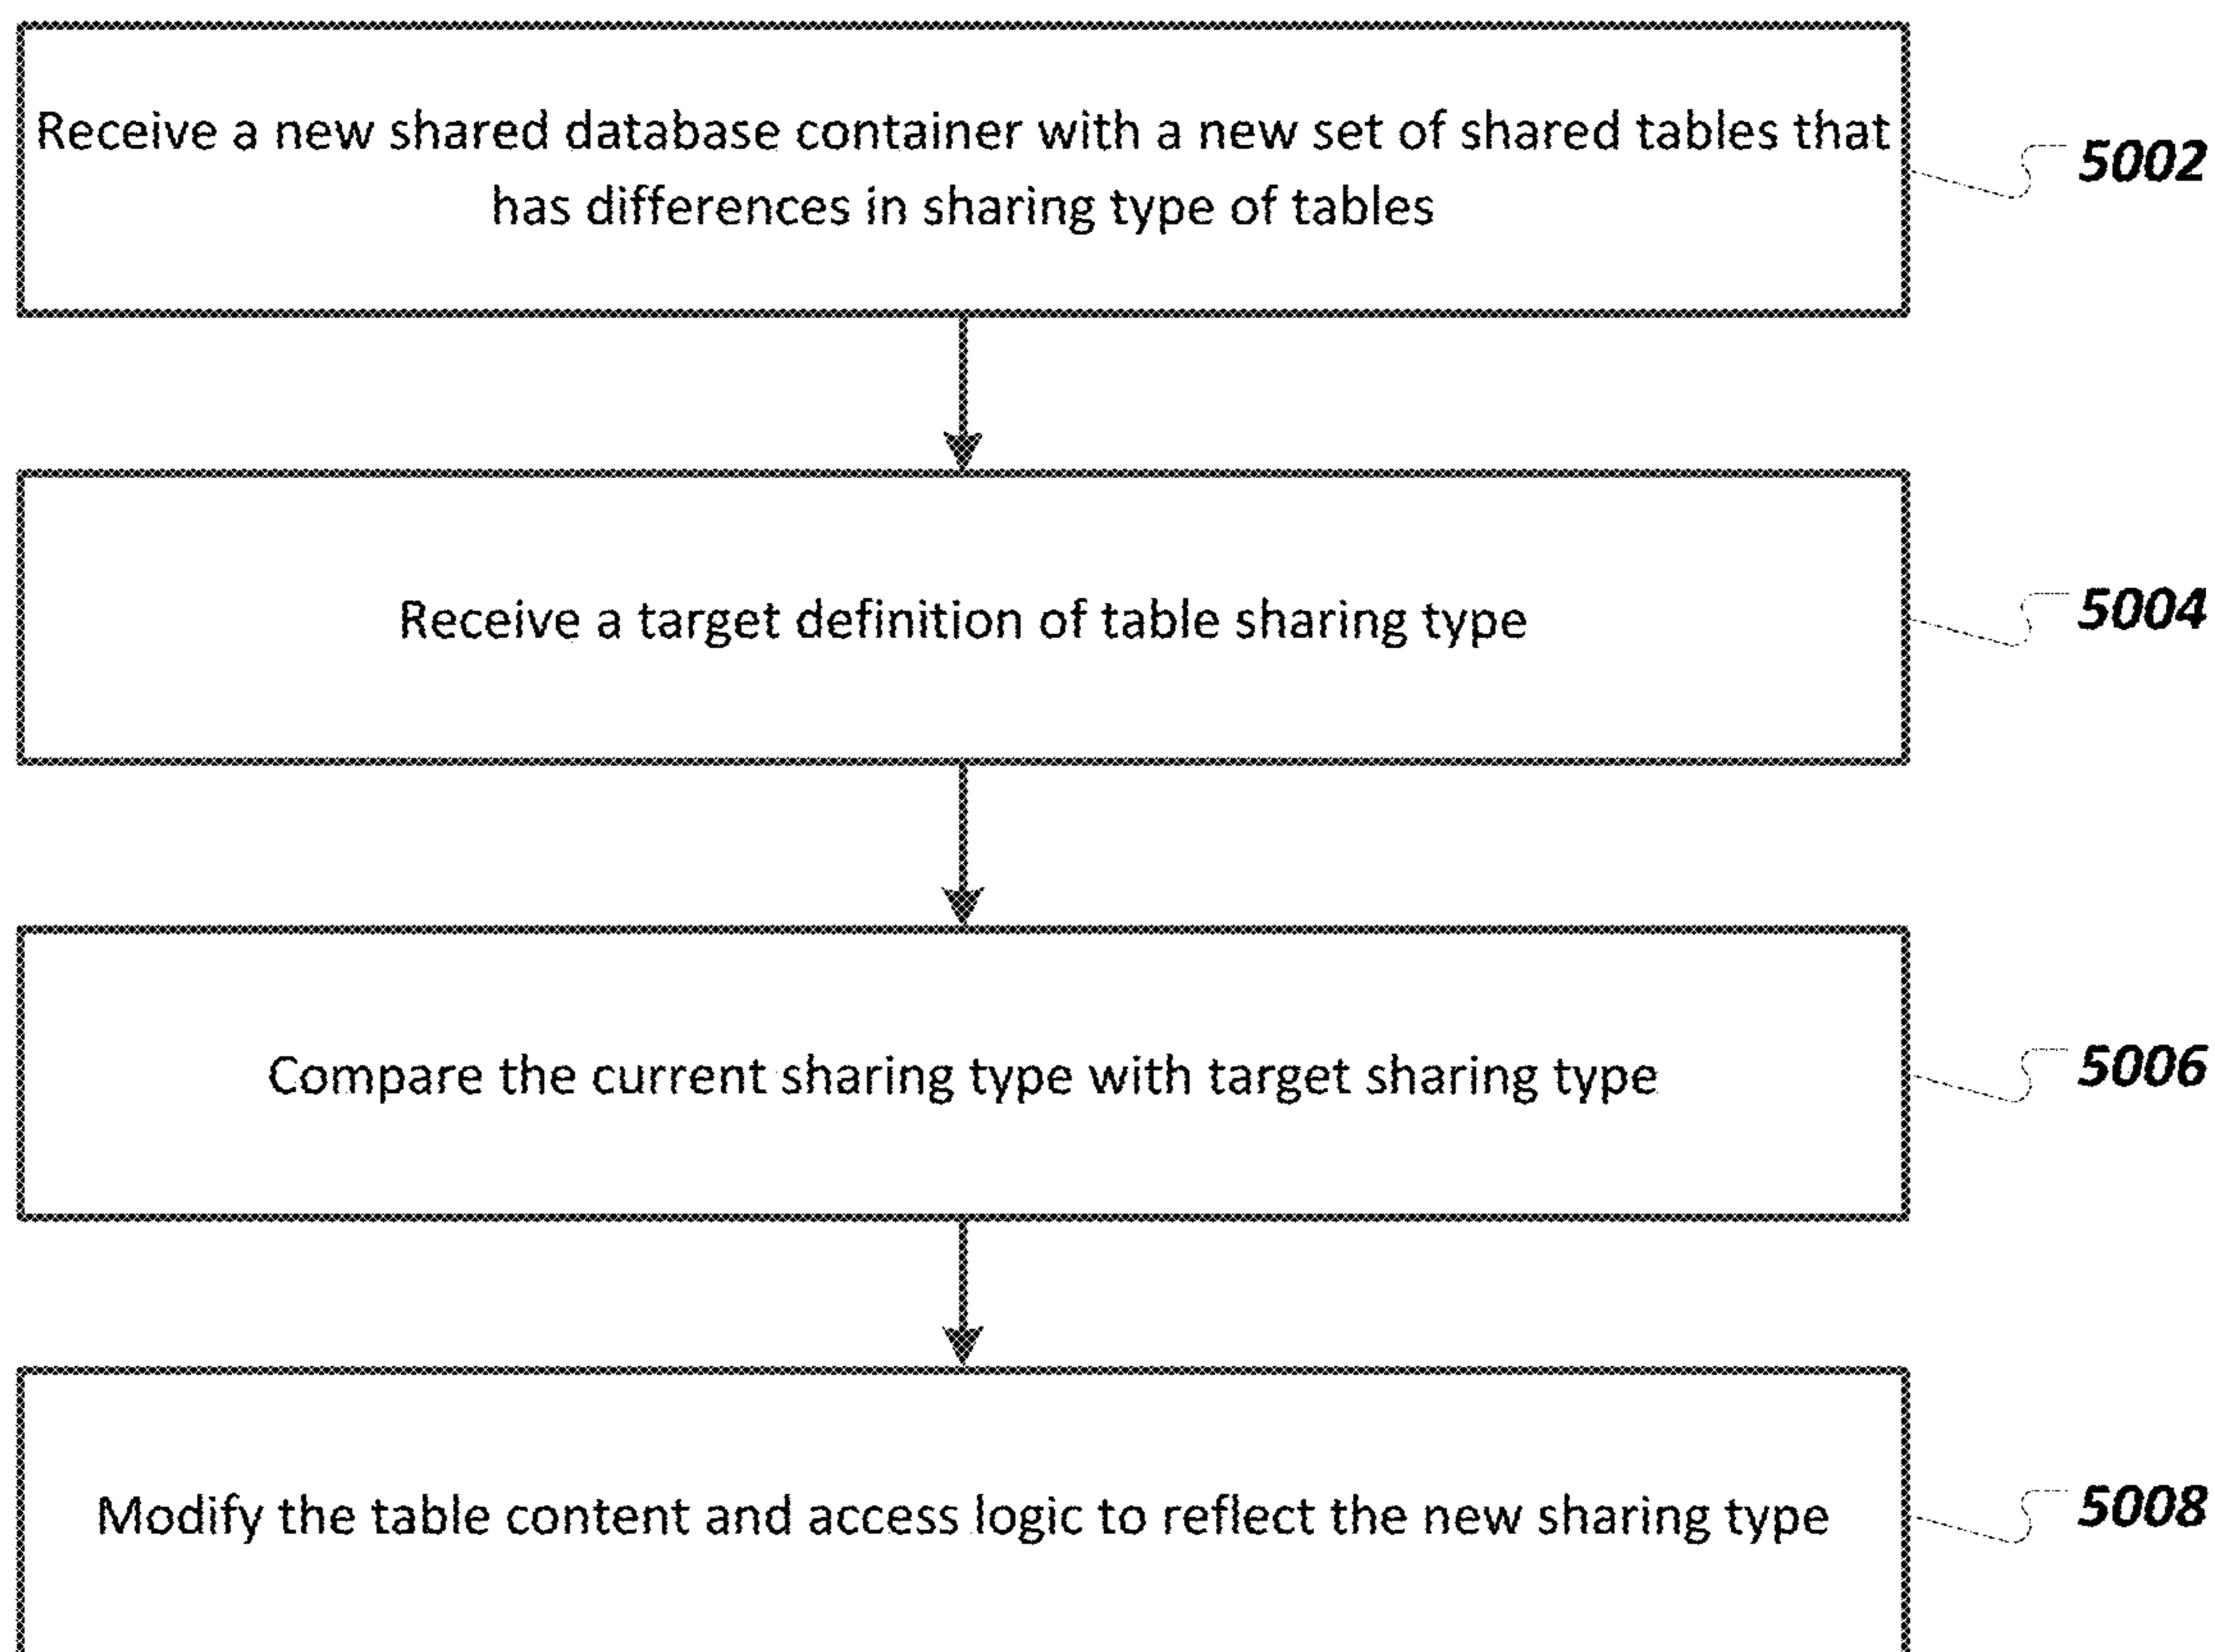 Receive a new shared database container with a new set of shared tables that
has differences in sharing type of tables
5002
Receive a target definition of table sharing type
5004
Compare the current sharing type with target sharing type
5006
Modify the table content and access logic to reflect the new sharing type
5008